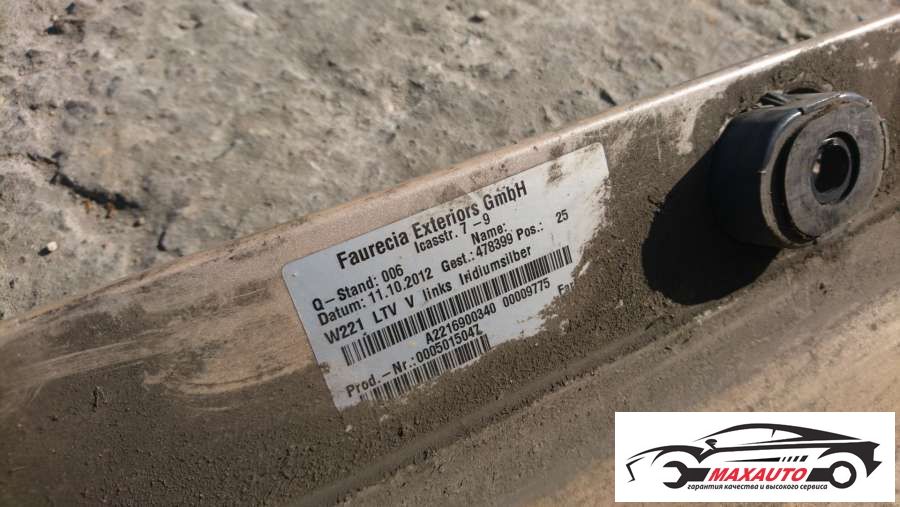 Faurecia Exteriors GmbH
Icasstr. 7-9
Q-Stand: 006 Name:
Datum: 11.10.2012 Gest.: 478399 Pos.: 25
W221 LTV V links Iridiumsilber
A2216900340 00009775
Prod.-Nr.:000501504Z
MAXAUTO
гарантия качества и высокого сервиса